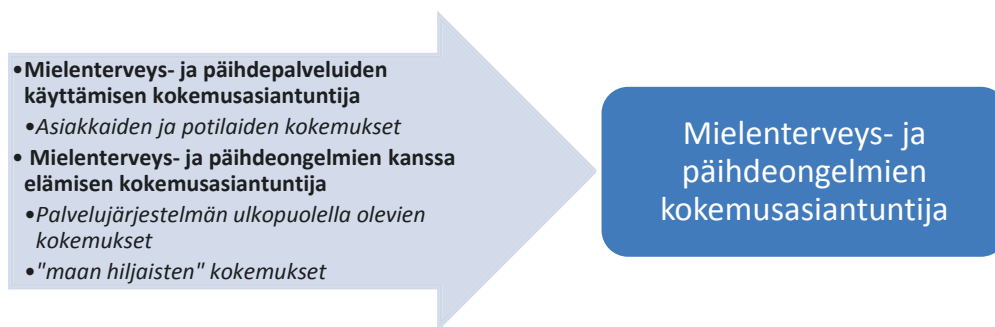 •Mielenterveys- ja päihdepalveluiden
käyttämisen kokemusasiantuntija
•Asiakkaiden ja potilaiden kokemukset
• Mielenterveys- ja päihdeongelmien kanssa
elämisen kokemusasiantuntija
•Palvelujärjestelmän ulkopuolella olevien
kokemukset
•"maan hiljaisten" kokemukset
Mielenterveys- ja
päihdeongelmien
kokemusasiantuntija